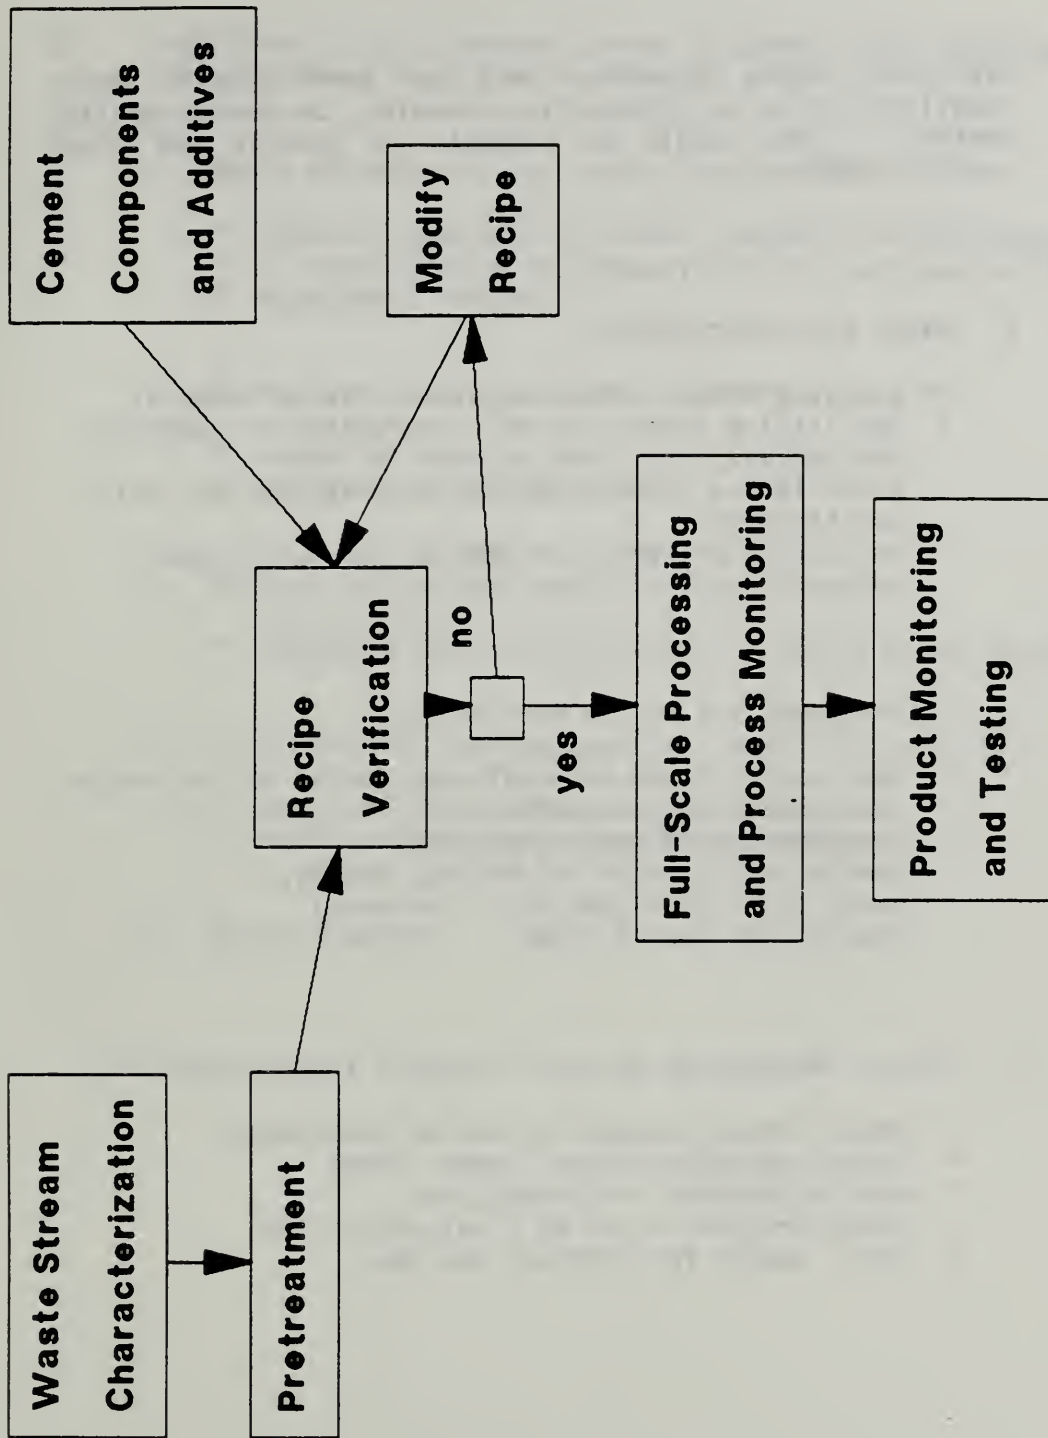 Waste Stream
Characterization
Pretreatment
Cement
Components
and Additives
Recipe
Verification
no
Modify
Recipe
yes
Full-Scale Processing
and Process Monitoring
Product Monitoring
and Testing